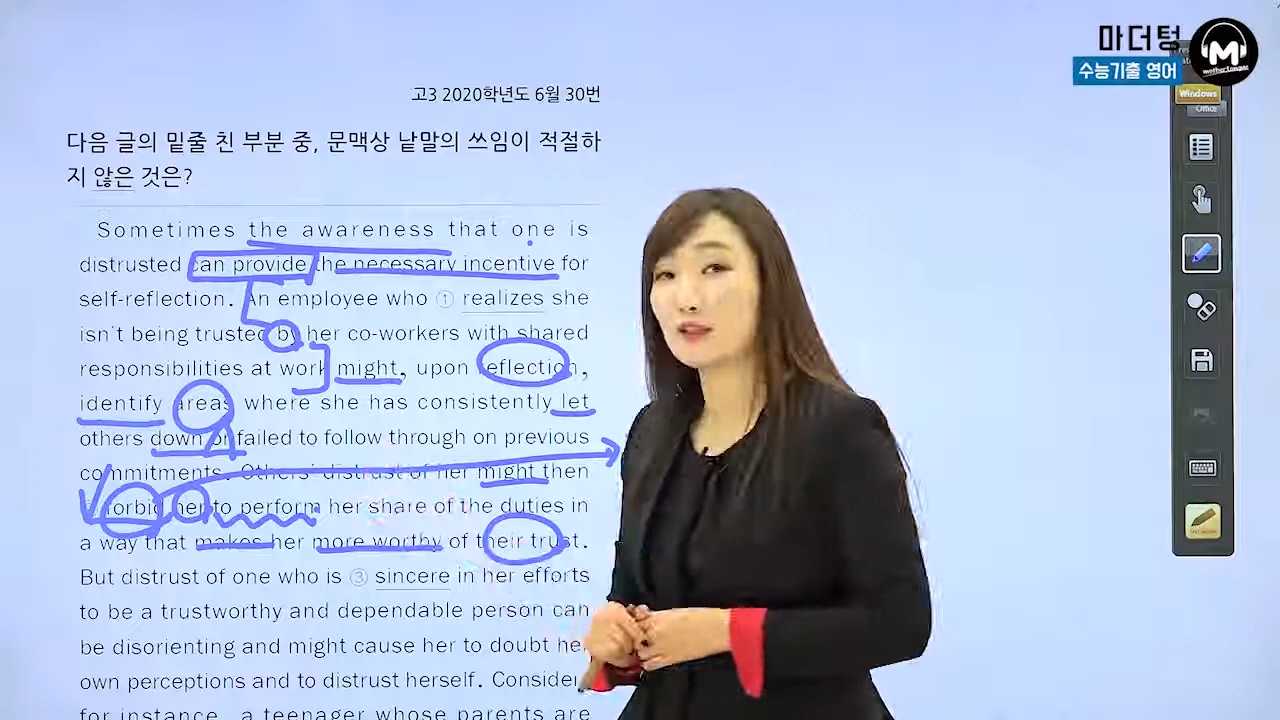 마더텅
수능기출 영어
M
mother tongue
Windows
Office
고3 2020학년도 6월 30번
다음 글의 밑줄 친 부분 중, 문맥상 낱말의 쓰임이 적절하
지 않은 것은?
Sometimes the awareness that one is
distrusted can provide the necessary incentive for
self-reflection. An employee who ① realizes she
isn't being trusted by her co-workers with shared
responsibilities at work might, upon reflection,
identify areas where she has consistently let
others down or failed to follow through on previous
commitments. Others' distrust of her might then
forbid her to perform her share of the duties in
a way that makes her more worthy of their trust.
But distrust of one who is ③ sincere in her efforts
to be a trustworthy and dependable person can
be disorienting and might cause her to doubt her
own perceptions and to distrust herself. Consider,
for instance, a teenager whose parents are